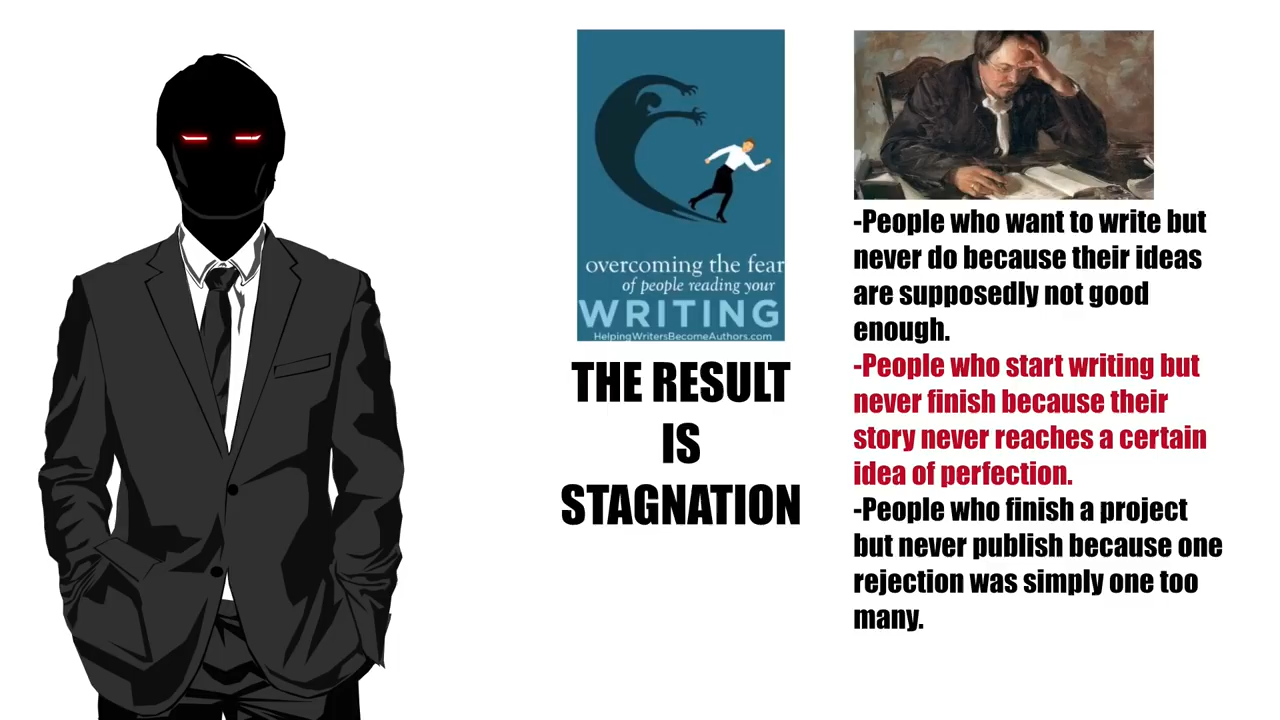 overcoming the fear
of people reading your
WRITING
HelpingWritersBecomeAuthors.com
THE RESULT
IS
STAGNATION
-People who want to write but
never do because their ideas
are supposedly not good
enough.
-People who start writing but
never finish because their
story never reaches a certain
idea of perfection.
-People who finish a project
but never publish because one
rejection was simply one too
many.